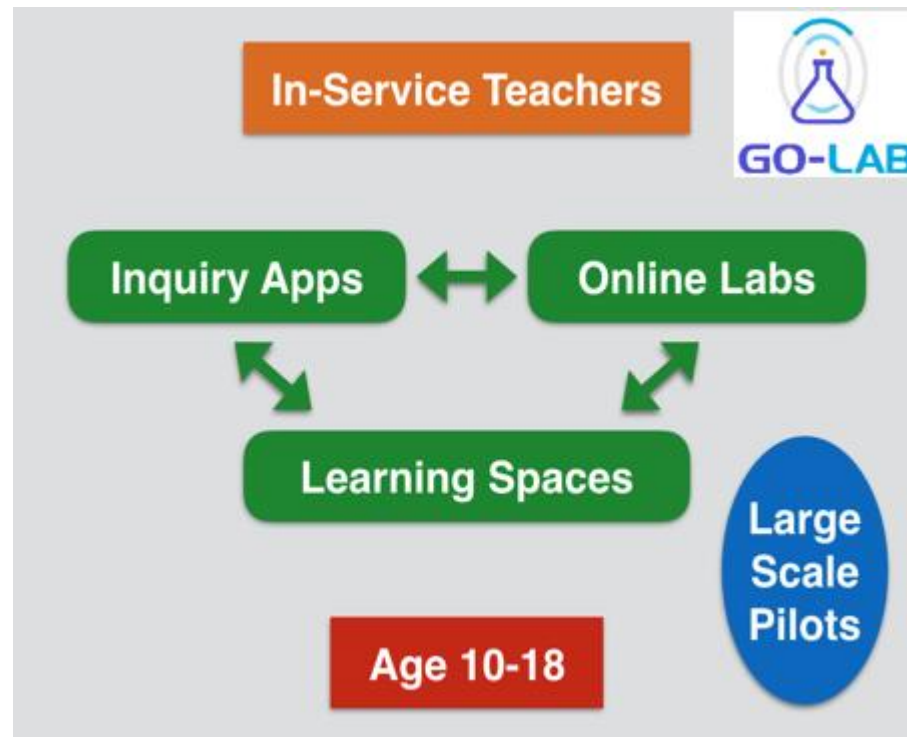 In-Service Teachers
GO-LAB
Inquiry Apps
Online Labs
Learning Spaces
Large
Scale
Pilots
Age 10-18